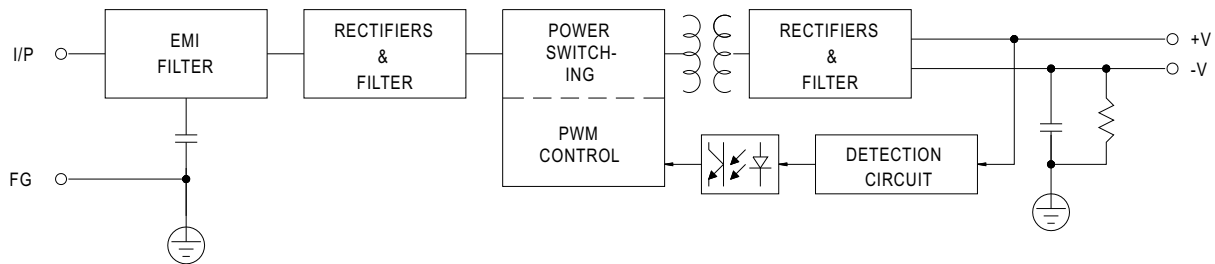 I/P
EMI
FILTER
RECTIFIERS
&
FILTER
POWER
SWITCH-
ING
PWM
CONTROL
RECTIFIERS
&
FILTER
+V
-V
DETECTION
CIRCUIT
FG